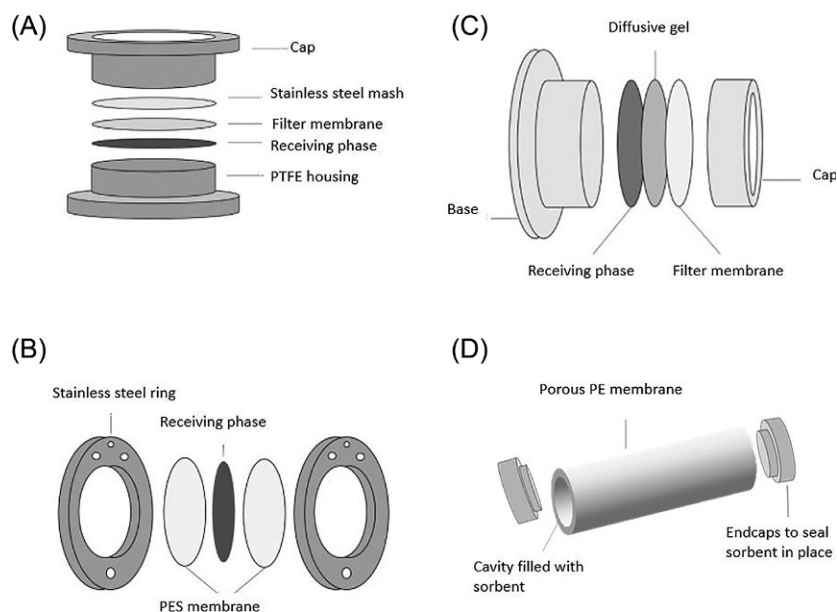 (A)
Cap
Stainless steel mash
Filter membrane
Receiving phase
PTFE housing
(C)
Diffusive gel
Cap
Base
Receiving phase
Filter membrane
(B)
Stainless steel ring
Receiving phase
PES membrane
(D)
Porous PE membrane
Endcaps to seal
sorbent in place
Cavity filled with
sorbent